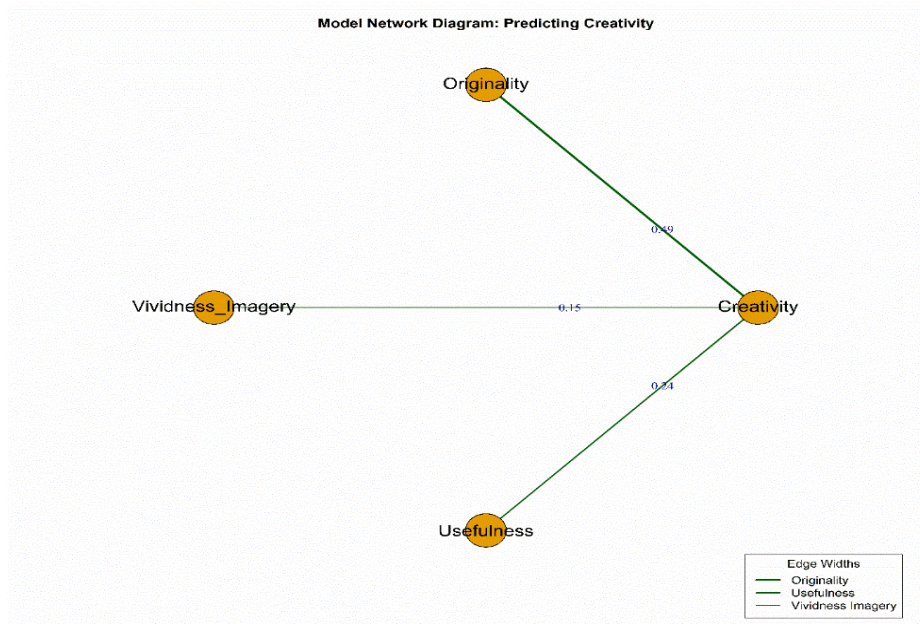 Model Network Diagram: Predicting Creativity
Originality
0.49
Vividness_Imagery
0.15
Creativity
0.24
Usefulness
Edge Widths
Originality
Usefulness
Vividness Imagery